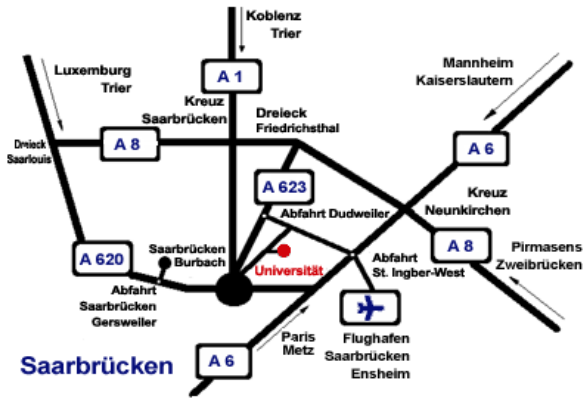 Koblenz
Trier
A 1
Luxemburg
Trier
Mannheim
Kaiserslautern
Kreuz
Saarbrücken
Dreieck
Friedrichsthal
Dreieck
Saarlouis
A 8
A 6
A 623
Kreuz
Neunkirchen
Abfahrt Dudweiler
A 620
Saarbrücken
Burbach
Universität
A 8
Pirmasens
Zweibrücken
Abfahrt
St. Ingber-West
Abfahrt
Saarbrücken
Gersweiler
Paris
Metz
Flughafen
Saarbrücken
Ensheim
A 6
Saarbrücken